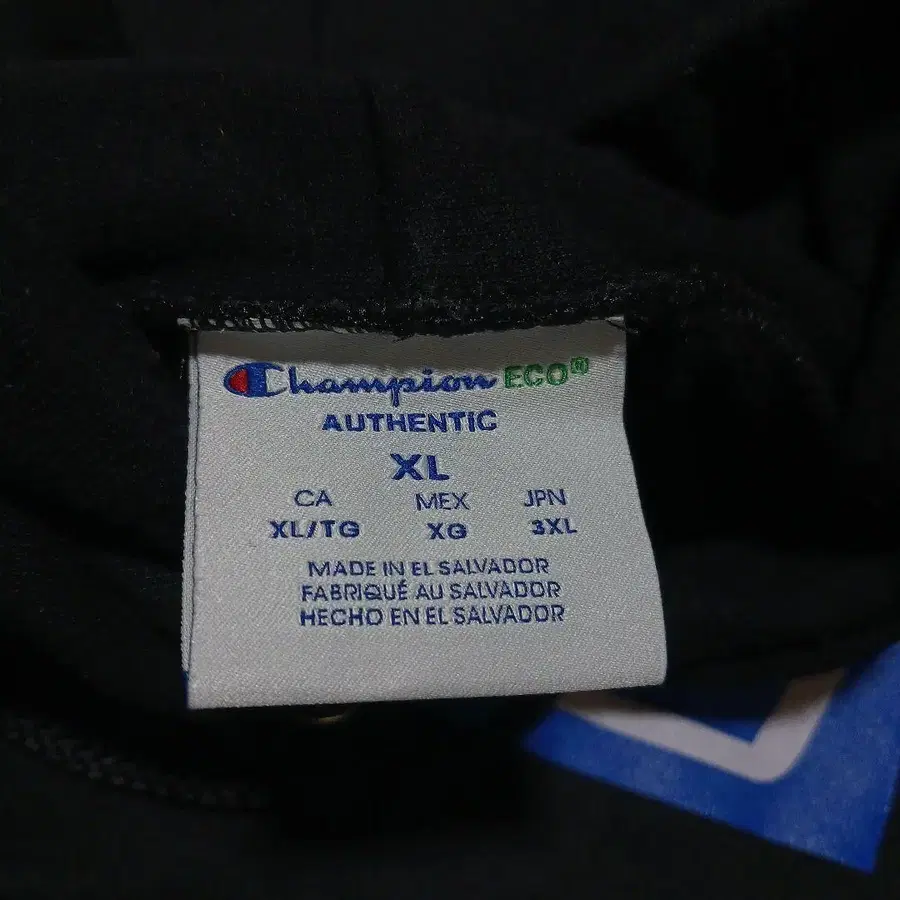 Champion ECO®
AUTHENTIC
XL
CA MEX JPN
XL/TG XG 3XL
MADE IN EL SALVADOR
FABRIQUÉ AU SALVADOR
HECHO EN EL SALVADOR